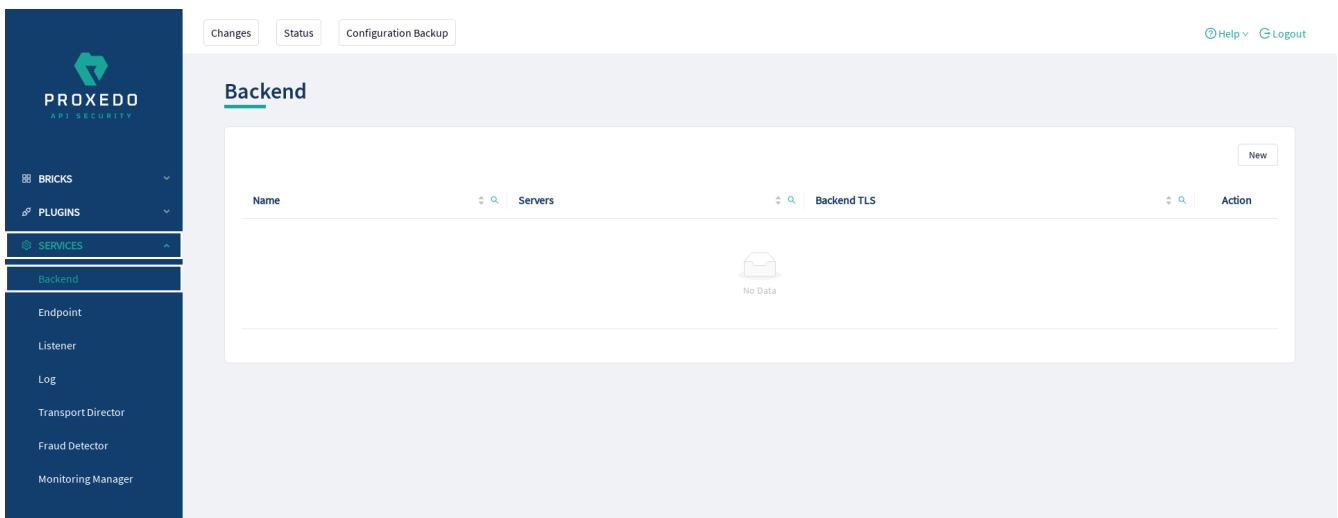 PROXEDO
API SECURITY
BRICKS
PLUGINS
SERVICES
Backend
Endpoint
Listener
Log
Transport Director
Fraud Detector
Monitoring Manager
Changes Status Configuration Backup Help Logout
Backend
New
Name Servers Backend TLS Action
No Data